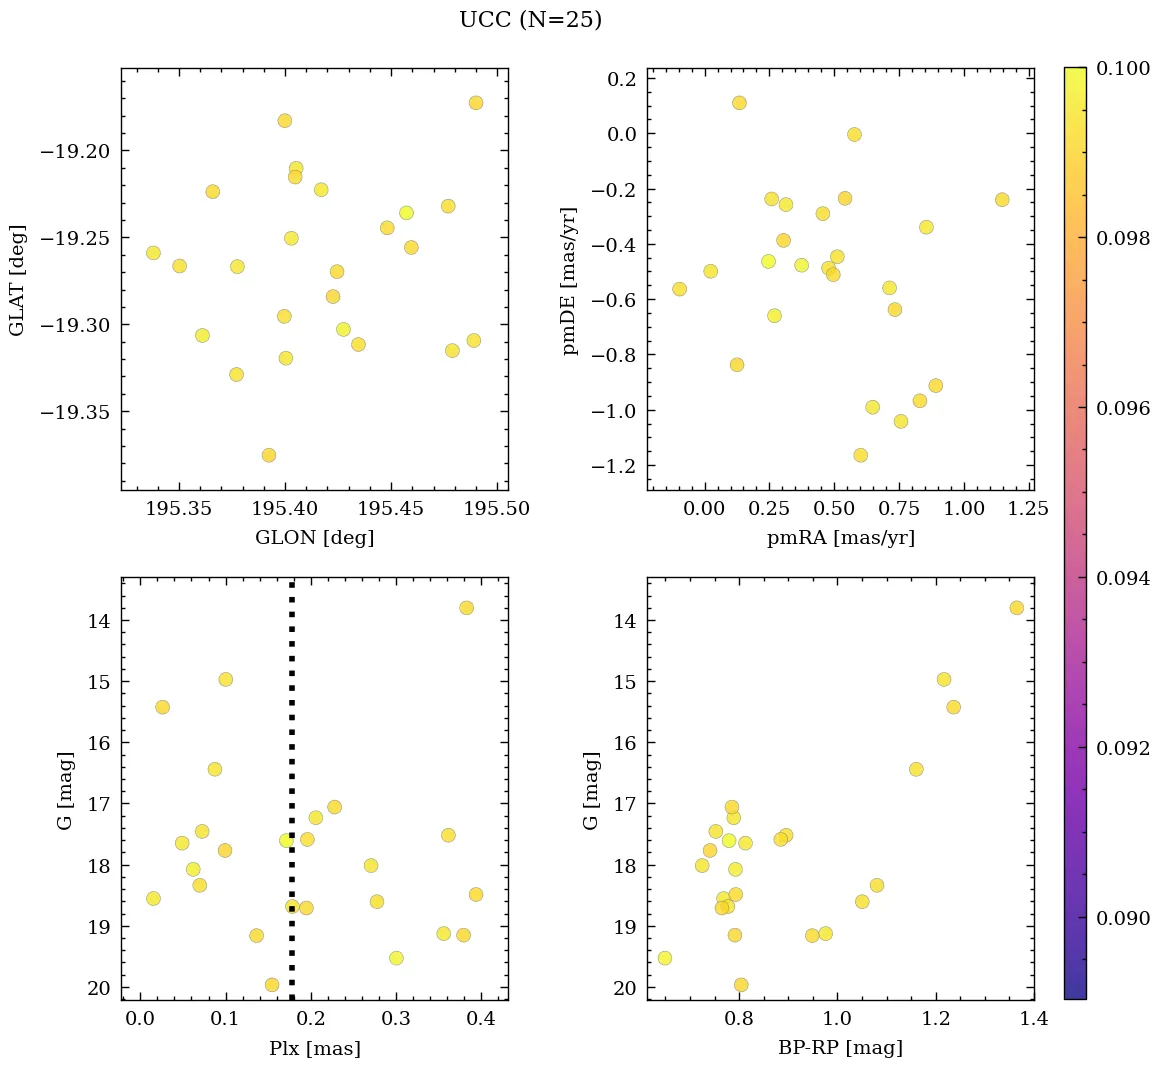 UCC (N=25)
−19.20
−19.25
−19.30
−19.35
GLAT [deg]
195.35 195.40 195.45 195.50
GLON [deg]
0.2
0.0
−0.2
−0.4
−0.6
−0.8
−1.0
−1.2
pmDE [mas/yr]
0.00 0.25 0.50 0.75 1.00 1.25
pmRA [mas/yr]
14
15
16
17
18
19
20
G [mag]
0.0 0.1 0.2 0.3 0.4
Plx [mas]
14
15
16
17
18
19
20
G [mag]
0.8 1.0 1.2 1.4
BP-RP [mag]
0.100
0.098
0.096
0.094
0.092
0.090